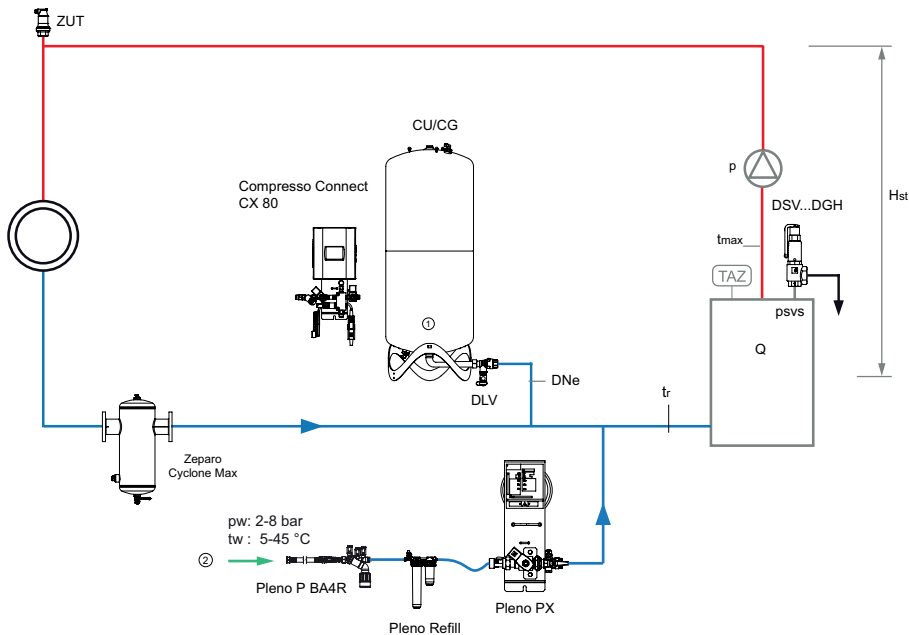 ZUT
CU/CG
Compresso Connect
CX 80
p
Hst
DSV...DGH
tmax
TAZ
psvs
Q
1
DNe
DLV
tr
Zeparo
Cyclone Max
pw: 2-8 bar
tw : 5-45 °C
2
Pleno P BA4R
Pleno Refill
Pleno PX